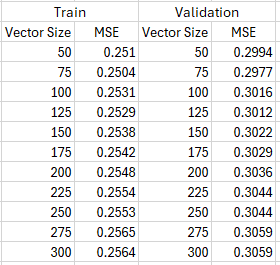 Train Validation
Vector Size MSE Vector Size MSE
50 0.251 50 0.2994
75 0.2504 75 0.2977
100 0.2531 100 0.3016
125 0.2529 125 0.3012
150 0.2538 150 0.3022
175 0.2542 175 0.3029
200 0.2548 200 0.3036
225 0.2554 225 0.3044
250 0.2553 250 0.3044
275 0.2565 275 0.3059
300 0.2564 300 0.3059